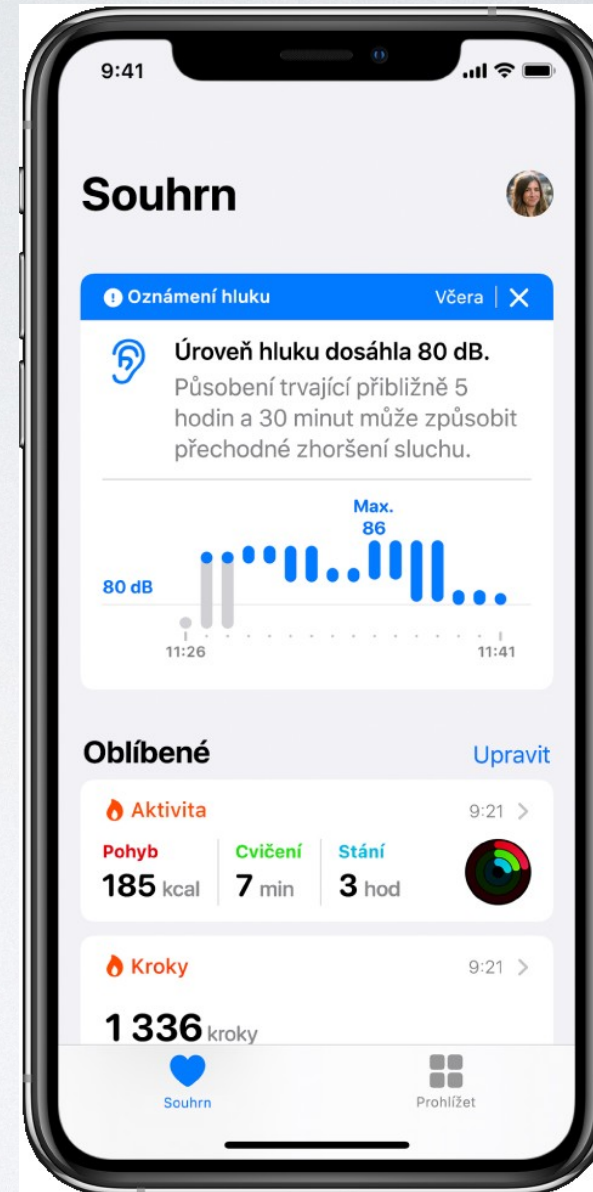 9:41
Souhrn
Oznámení hluku Včera
Úroveň hluku dosáhla 80 dB.
Působení trvající přibližně 5
hodin a 30 minut může způsobit
přechodné zhoršení sluchu.
Max.
86
80 dB
11:26 11:41
Oblíbené Upravit
Aktivita 9:21
Pohyb Cvičení Stání
185 kcal 7 min 3 hod
Kroky 9:21
1 336 kroky
Souhrn Prohlížet